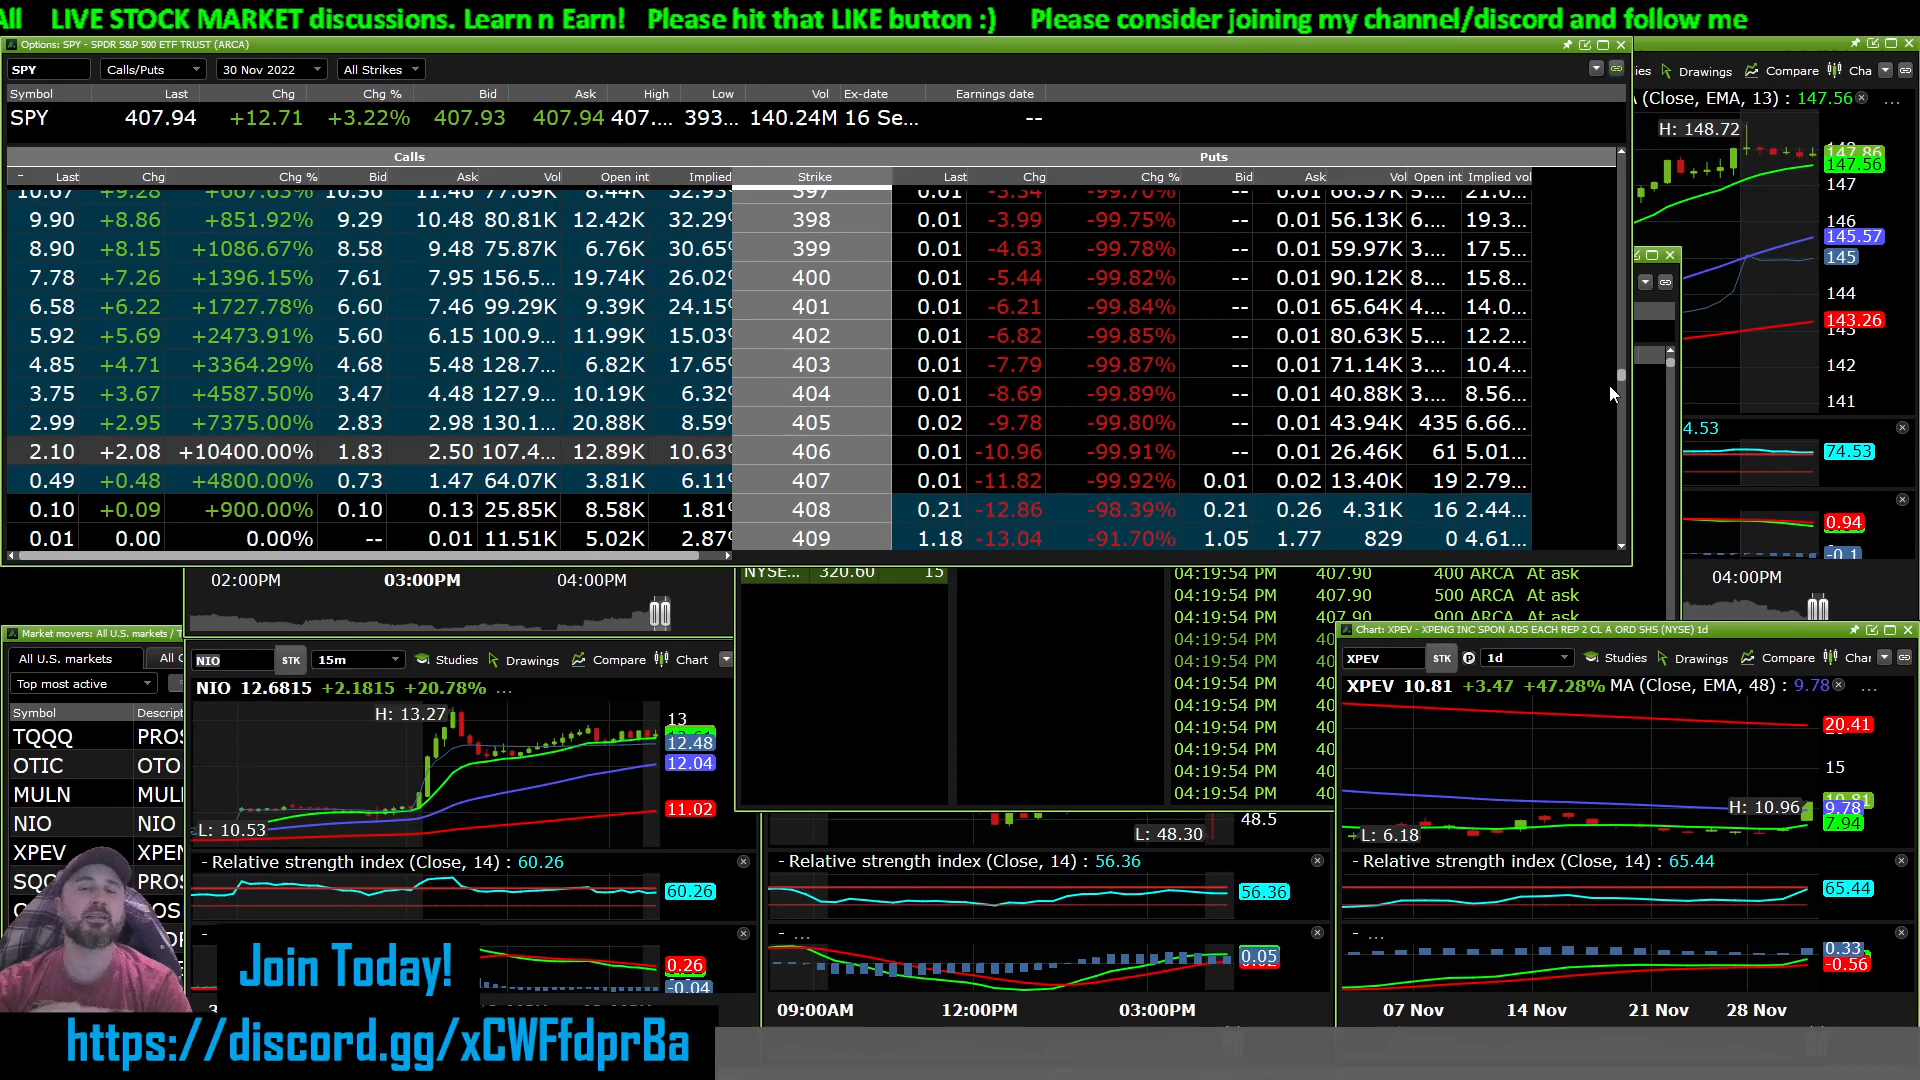 All LIVE STOCK MARKET discussions. Learn n Earn! Please hit that LIKE button :) Please consider joining my channel/discord and follow me
Options: SPY - SPDR S&P 500 ETF TRUST (ARCA)
SPY Calls/Puts 30 Nov 2022 All Strikes
Symbol Last Chg Chg % Bid Ask High Low Vol Ex-date Earnings date
SPY 407.94 +12.71 +3.22% 407.93 407.94 407.... 393... 140.24M 16 Se... --
Calls Puts
Last Chg Chg % Bid Ask Vol Open int Implied Strike Last Chg Chg % Bid Ask Vol Open int Implied vol
10.67 +9.28 +667.63% 10.56 11.46 77.69K 8.44K 32.93 397 0.01 -3.34 -99.70% -- 0.01 66.37K 5.... 21.0...
9.90 +8.86 +851.92% 9.29 10.48 80.81K 12.42K 32.29 398 0.01 -3.99 -99.75% -- 0.01 56.13K 6.... 19.3...
8.90 +8.15 +1086.67% 8.58 9.48 75.87K 6.76K 30.65 399 0.01 -4.63 -99.78% -- 0.01 59.97K 3.... 17.5...
7.78 +7.26 +1396.15% 7.61 7.95 156.5... 19.74K 26.02 400 0.01 -5.44 -99.82% -- 0.01 90.12K 8.... 15.8...
6.58 +6.22 +1727.78% 6.60 7.46 99.29K 9.39K 24.15 401 0.01 -6.21 -99.84% -- 0.01 65.64K 4.... 14.0...
5.92 +5.69 +2473.91% 5.60 6.15 100.9... 11.99K 15.03 402 0.01 -6.82 -99.85% -- 0.01 80.63K 5.... 12.2...
4.85 +4.71 +3364.29% 4.68 5.48 128.7... 6.82K 17.65 403 0.01 -7.79 -99.87% -- 0.01 71.14K 3.... 10.4...
3.75 +3.67 +4587.50% 3.47 4.48 127.9... 10.19K 6.32 404 0.01 -8.69 -99.89% -- 0.01 40.88K 3.... 8.56...
2.99 +2.95 +7375.00% 2.83 2.98 130.1... 20.88K 8.59 405 0.02 -9.78 -99.80% -- 0.01 43.94K 435 6.66...
2.10 +2.08 +10400.00% 1.83 2.50 107.4... 12.89K 10.63 406 0.01 -10.96 -99.91% -- 0.01 26.46K 61 5.01...
0.49 +0.48 +4800.00% 0.73 1.47 64.07K 3.81K 6.11 407 0.01 -11.82 -99.92% 0.01 0.02 13.40K 19 2.79...
0.10 +0.09 +900.00% 0.10 0.13 25.85K 8.58K 1.81 408 0.21 -12.86 -98.39% 0.21 0.26 4.31K 16 2.44...
0.01 0.00 0.00% -- 0.01 11.51K 5.02K 2.87 409 1.18 -13.04 -91.70% 1.05 1.77 829 0 4.61...
ies Drawings Compare Cha
(Close, EMA, 13) : 147.56 ...
H: 148.72
147.86
147.56
147
146
145.57
145
144
143.26
143
142
141
4.53
74.53
0.94
-0.1
04:00PM
02:00PM 03:00PM 04:00PM
NYSE... 320.60 15
04:19:54 PM 407.90 400 ARCA At ask
04:19:54 PM 407.90 500 ARCA At ask
04:19:54 PM 407.90 900 ARCA At ask
04:19:54 PM 40
04:19:54 PM 40
04:19:54 PM 40
04:19:54 PM 40
04:19:54 PM 40
04:19:54 PM 40
04:19:54 PM 40
04:19:54 PM 40
Market movers: All U.S. markets / T
All U.S. markets All
Top most active
Symbol Descript
TQQQ PROS
OTIC OTO
MULN MUL
NIO NIO
XPEV XPEN
SQ PROS
NIO STK 15m Studies Drawings Compare Chart
NIO 12.6815 +2.1815 +20.78% ...
H: 13.27
13
12.48
12.04
11.02
L: 10.53
- Relative strength index (Close, 14) : 60.26
60.26
0.26
-0.04
48.5
L: 48.30
- Relative strength index (Close, 14) : 56.36
56.36
- ...
0.05
09:00AM 12:00PM 03:00PM
Chart: XPEV - XPENG INC SPON ADS EACH REP 2 CL A ORD SHS (NYSE) 1d
XPEV STK P 1d Studies Drawings Compare Char
XPEV 10.81 +3.47 +47.28% MA (Close, EMA, 48) : 9.78 ...
20.41
15
H: 10.96
10.81
9.78
7.94
L: 6.18
- Relative strength index (Close, 14) : 65.44
65.44
- ...
0.33
-0.56
07 Nov 14 Nov 21 Nov 28 Nov
Join Today!
https://discord.gg/xCWFfdprBa